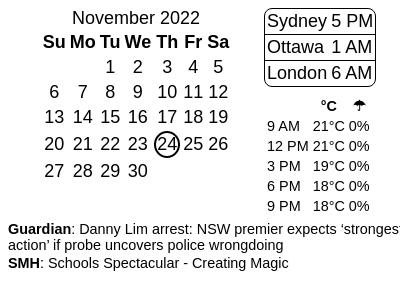 November 2022
Su Mo Tu We Th Fr Sa
1 2 3 4 5
6 7 8 9 10 11 12
13 14 15 16 17 18 19
20 21 22 23 24 25 26
27 28 29 30
Sydney 5 PM
Ottawa 1 AM
London 6 AM
°C ☂
9 AM 21°C 0%
12 PM 21°C 0%
3 PM 19°C 0%
6 PM 18°C 0%
9 PM 18°C 0%
Guardian: Danny Lim arrest: NSW premier expects ‘strongest
action’ if probe uncovers police wrongdoing
SMH: Schools Spectacular - Creating Magic